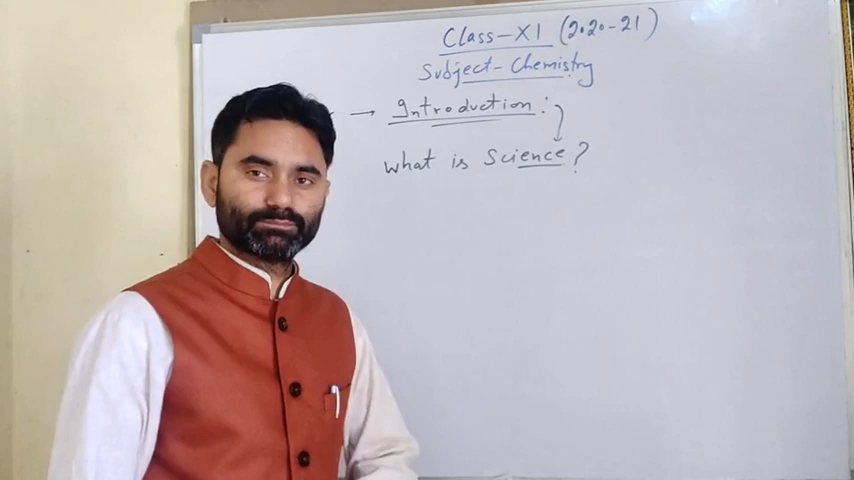 Class-XI (2020-21)
Subject-Chemistry
→ Introduction:
What is Science?